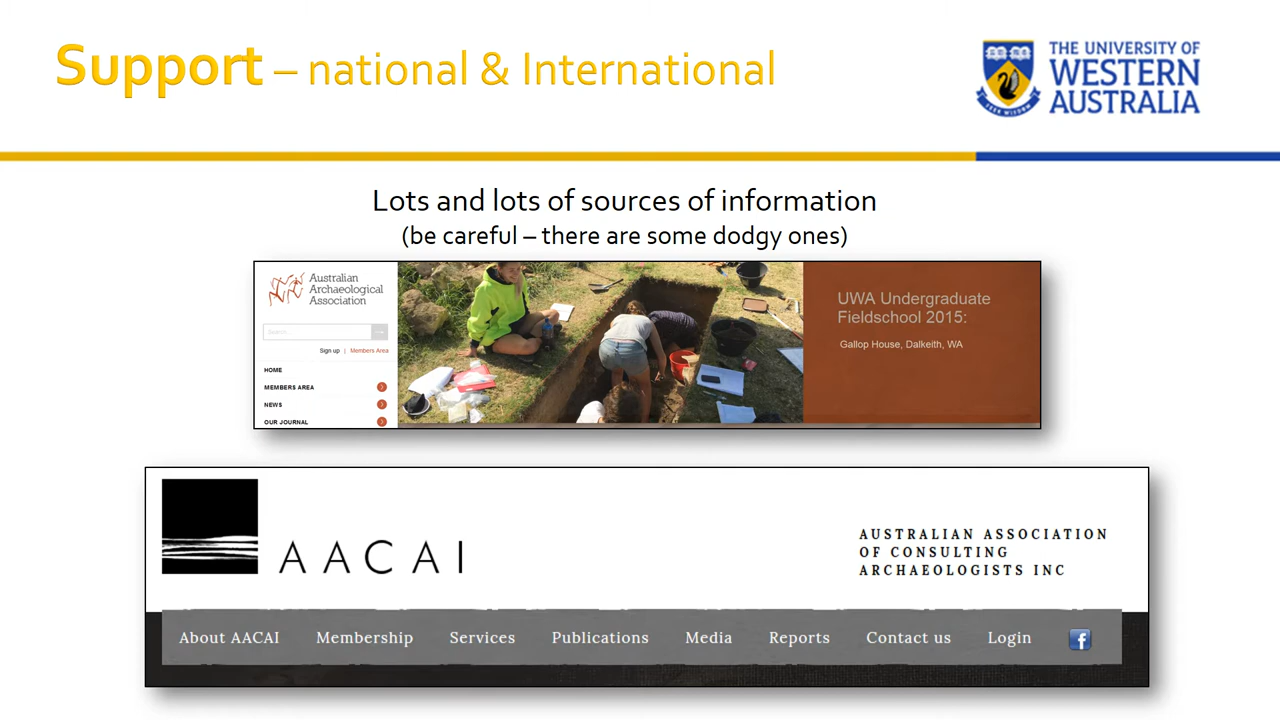 Support – national & International
THE UNIVERSITY OF
WESTERN
AUSTRALIA
SEEK WISDOM
Lots and lots of sources of information
(be careful – there are some dodgy ones)
Australian
Archaeological
Association
Search...
Sign up | Members Area
HOME
MEMBERS AREA
NEWS
OUR JOURNAL
UWA Undergraduate
Fieldschool 2015:
Gallop House, Dalkeith, WA
AACAI
AUSTRALIAN ASSOCIATION
OF CONSULTING
ARCHAEOLOGISTS INC
About AACAI Membership Services Publications Media Reports Contact us Login f